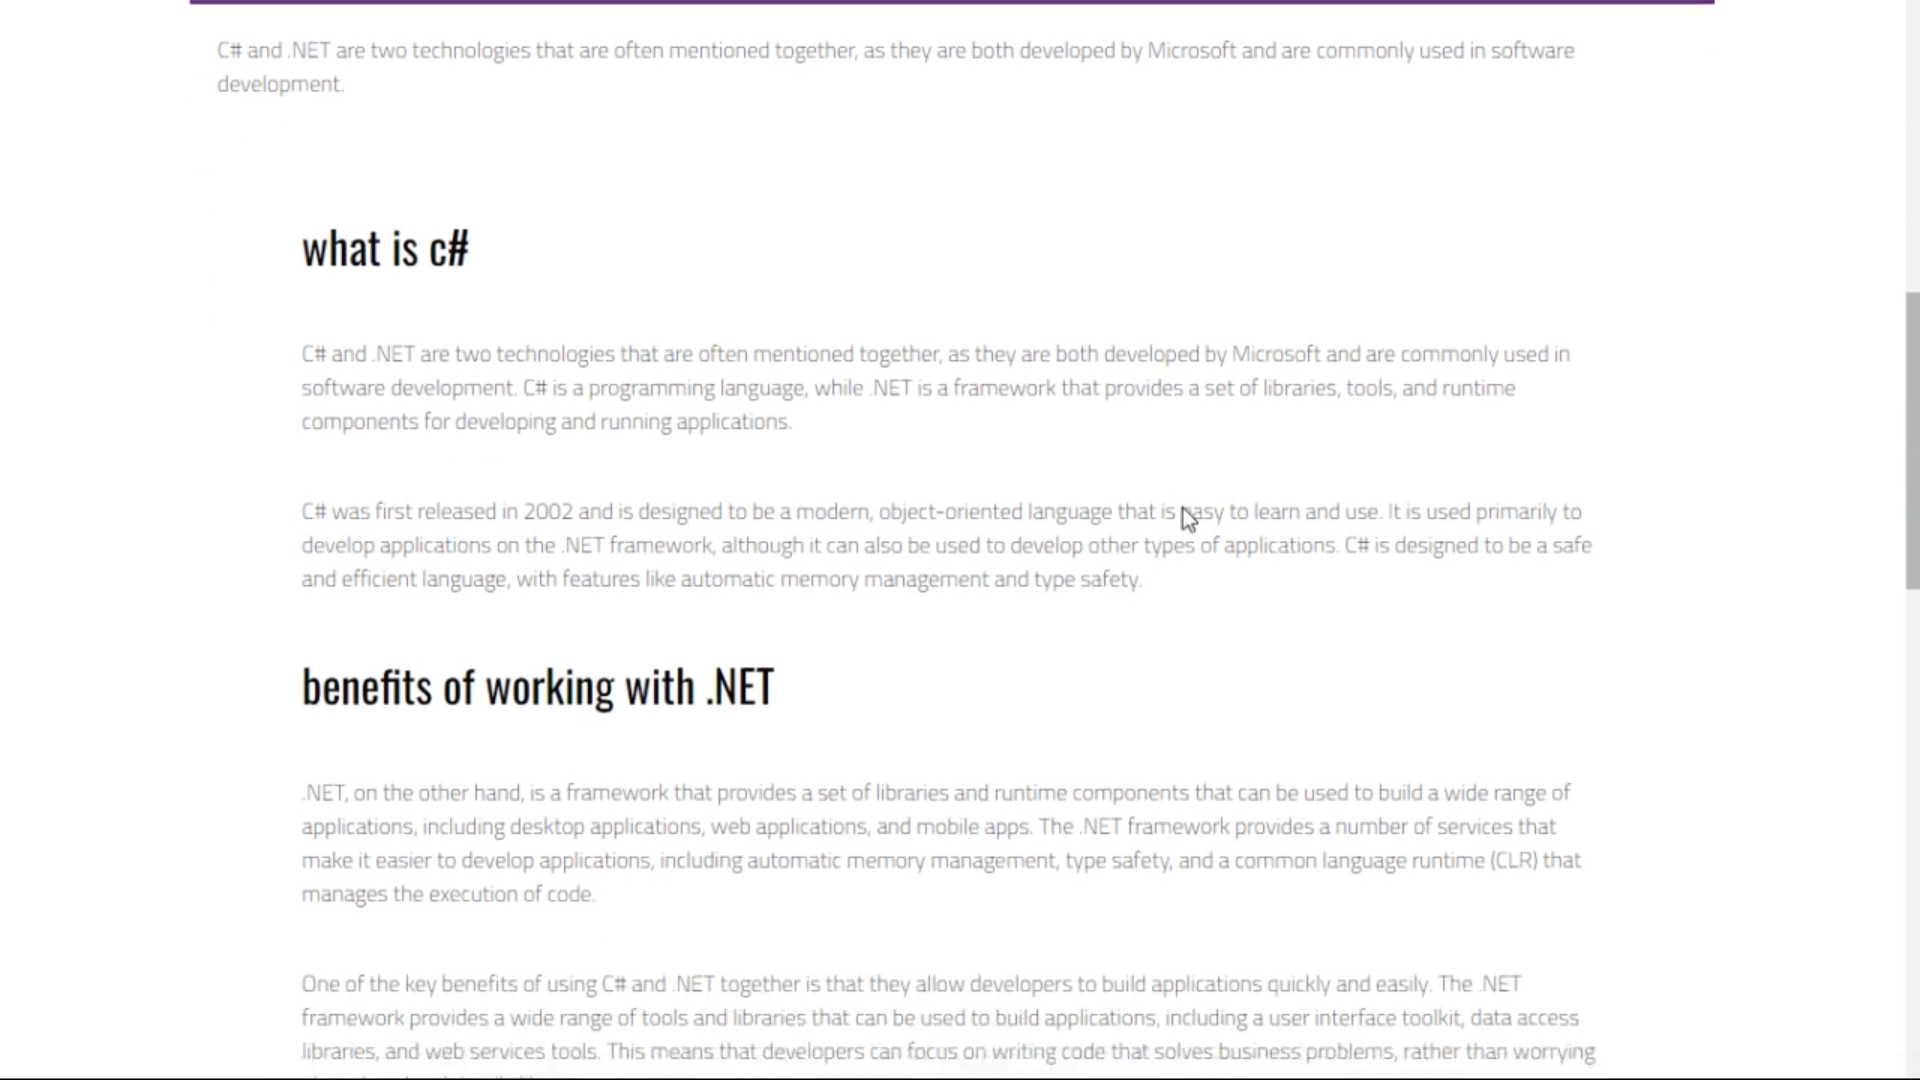 C# and .NET are two technologies that are often mentioned together, as they are both developed by Microsoft and are commonly used in software
development.
what is c#
C# and .NET are two technologies that are often mentioned together, as they are both developed by Microsoft and are commonly used in
software development. C# is a programming language, while .NET is a framework that provides a set of libraries, tools, and runtime
components for developing and running applications.
C# was first released in 2002 and is designed to be a modern, object-oriented language that is easy to learn and use. It is used primarily to
develop applications on the .NET framework, although it can also be used to develop other types of applications. C# is designed to be a safe
and efficient language, with features like automatic memory management and type safety.
benefits of working with .NET
.NET, on the other hand, is a framework that provides a set of libraries and runtime components that can be used to build a wide range of
applications, including desktop applications, web applications, and mobile apps. The .NET framework provides a number of services that
make it easier to develop applications, including automatic memory management, type safety, and a common language runtime (CLR) that
manages the execution of code.
One of the key benefits of using C# and .NET together is that they allow developers to build applications quickly and easily. The .NET
framework provides a wide range of tools and libraries that can be used to build applications, including a user interface toolkit, data access
libraries, and web services tools. This means that developers can focus on writing code that solves business problems, rather than worrying